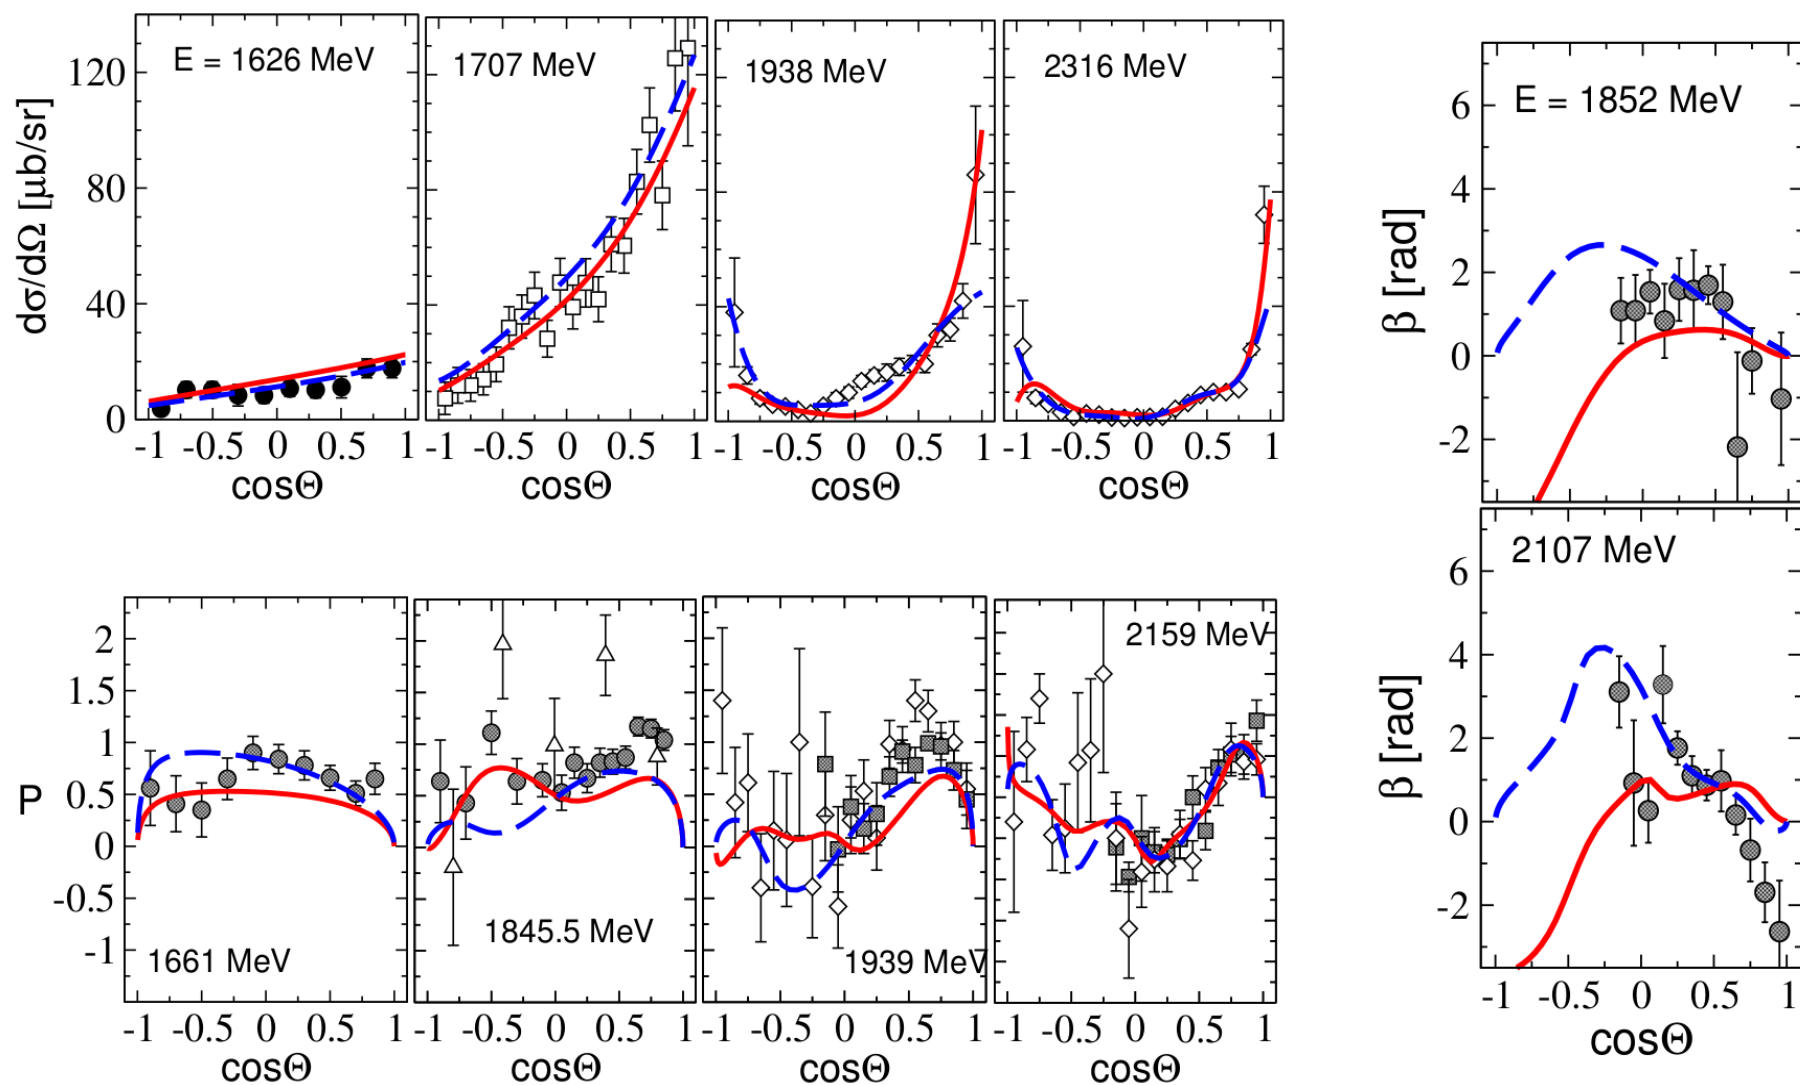 E = 1626 MeV
1707 MeV
1938 MeV
2316 MeV
dσ/dΩ [μb/sr]
120
80
40
0
-1 -0.5 0 0.5 1
-1 -0.5 0 0.5 1
-1 -0.5 0 0.5 1
-1 -0.5 0 0.5 1
cosΘ
cosΘ
cosΘ
cosΘ
E = 1852 MeV
β [rad]
6
4
2
0
-2
1661 MeV
1845.5 MeV
1939 MeV
2159 MeV
P
2
1.5
1
0.5
0
-0.5
-1
-1 -0.5 0 0.5 1
-1 -0.5 0 0.5 1
-1 -0.5 0 0.5 1
-1 -0.5 0 0.5 1
cosΘ
cosΘ
cosΘ
cosΘ
2107 MeV
β [rad]
6
4
2
0
-2
-1 -0.5 0 0.5 1
cosΘ